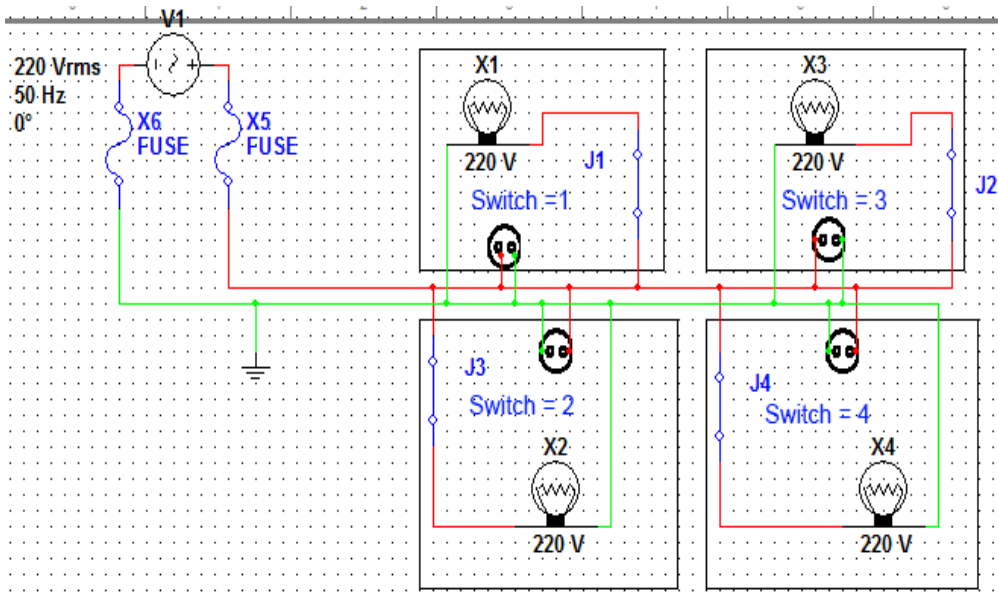 V1
220 Vrms
50 Hz
0°
X6
FUSE
X5
FUSE
X1
220 V
J1
Switch =1
X3
220 V
J2
Switch = 3
J3
Switch = 2
X2
220 V
J4
Switch = 4
X4
220 V